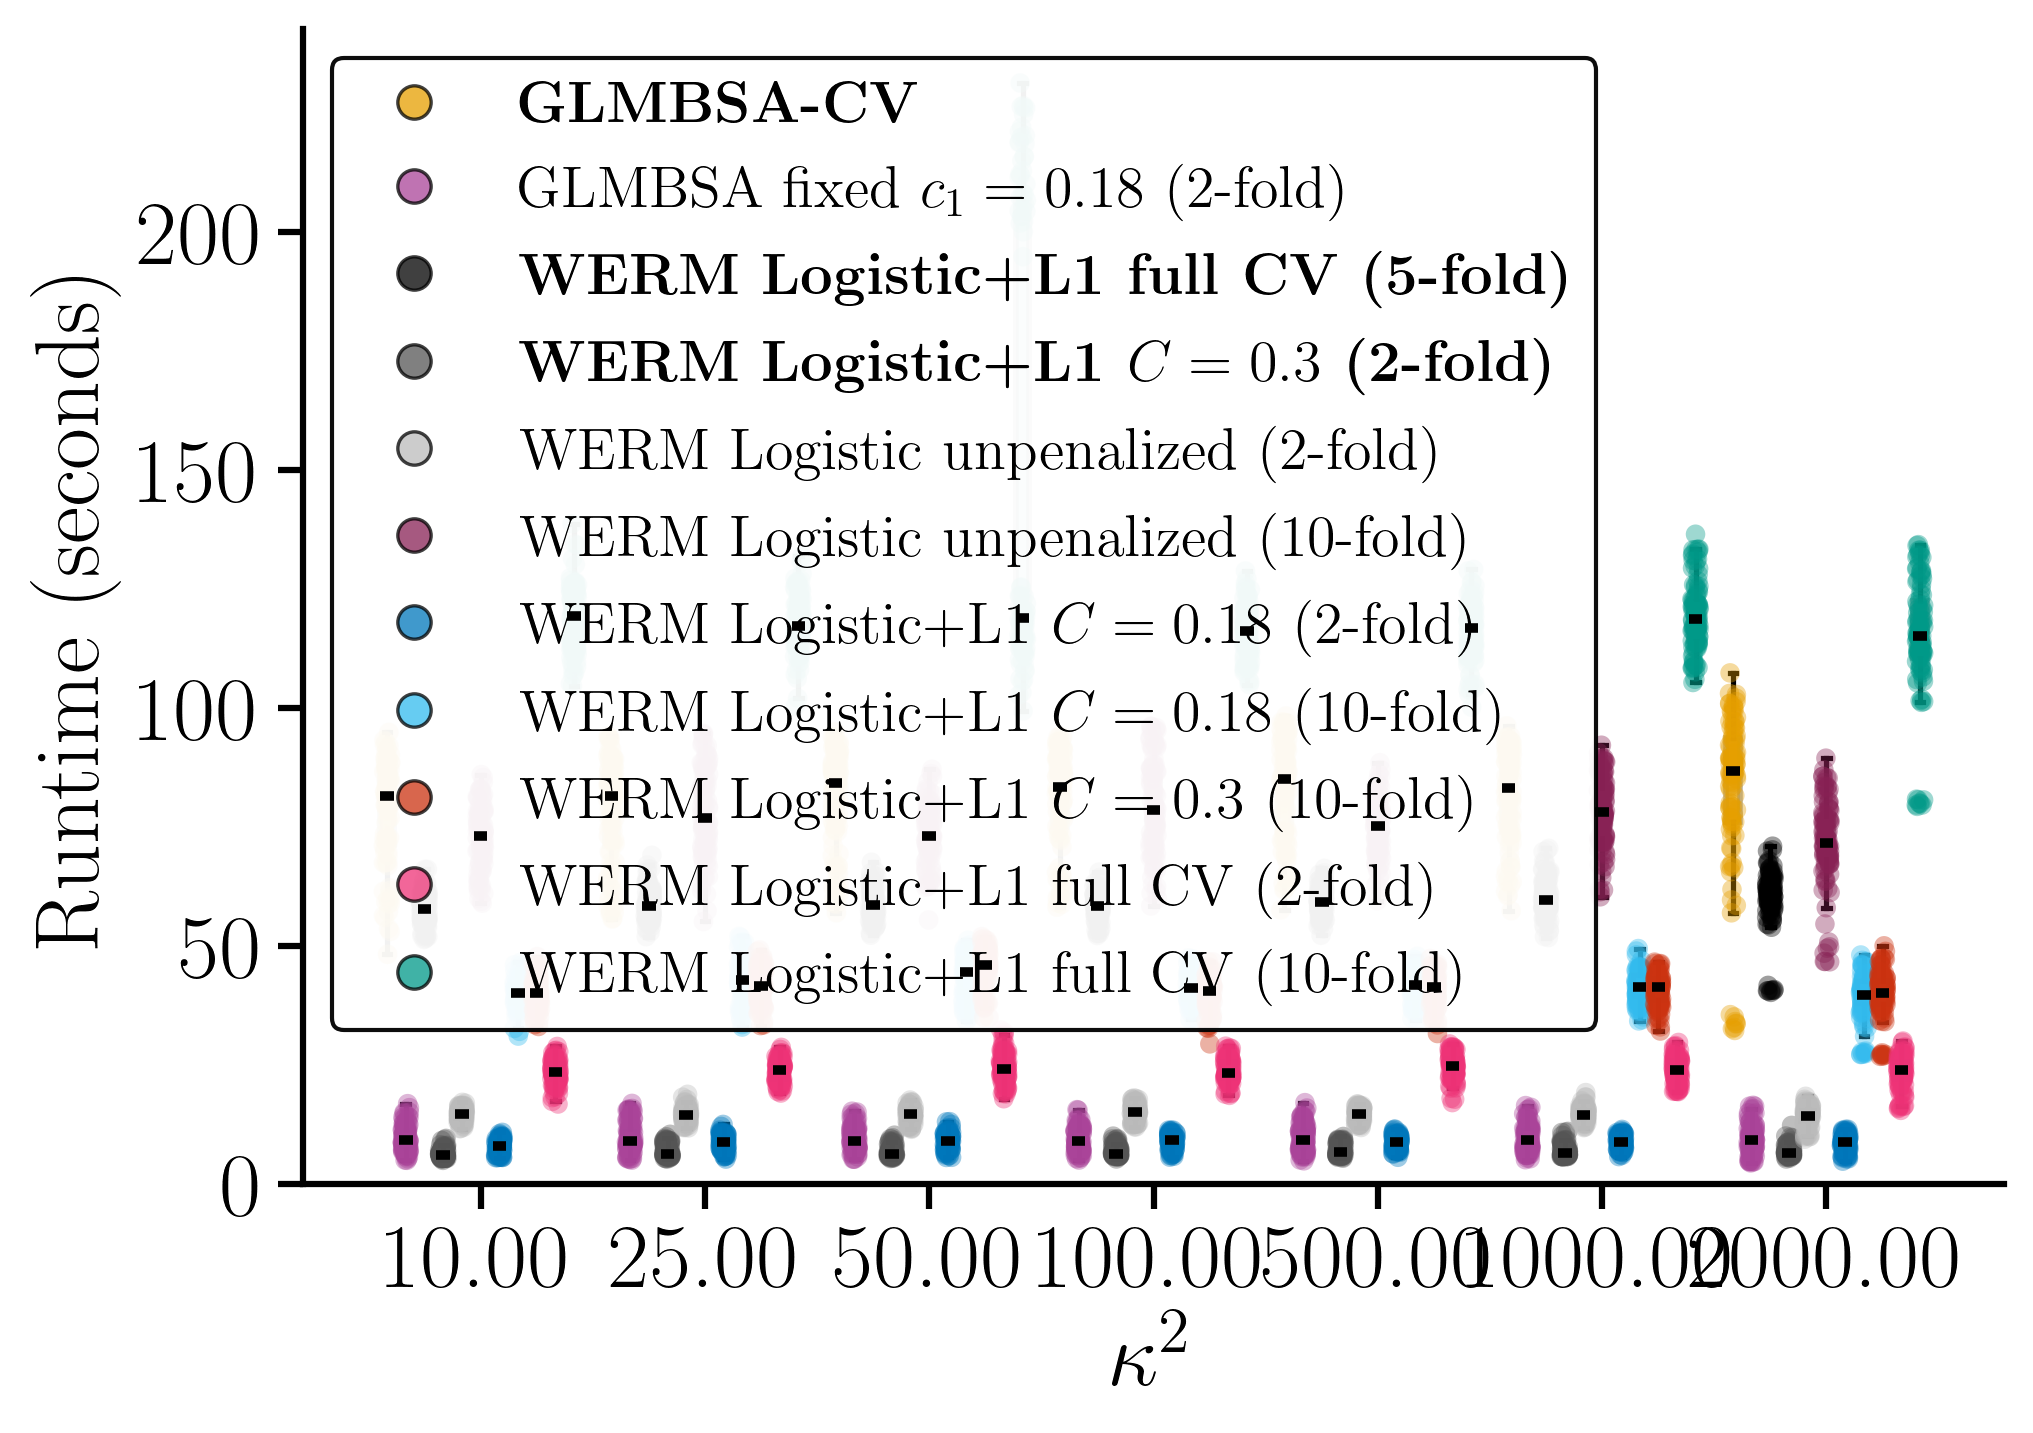 GLMBSA-CV
GLMBSA fixed c₁ = 0.18 (2-fold)
WERM Logistic+L1 full CV (5-fold)
WERM Logistic+L1 C = 0.3 (2-fold)
WERM Logistic unpenalized (2-fold)
WERM Logistic unpenalized (10-fold)
WERM Logistic+L1 C = 0.18 (2-fold)
WERM Logistic+L1 C = 0.18 (10-fold)
WERM Logistic+L1 C = 0.3 (10-fold)
WERM Logistic+L1 full CV (2-fold)
WERM Logistic+L1 full CV (10-fold)
Runtime (seconds)
200
150
100
50
0
10.00 25.00 50.00 100.00 500.00 1000.00 2000.00
κ²